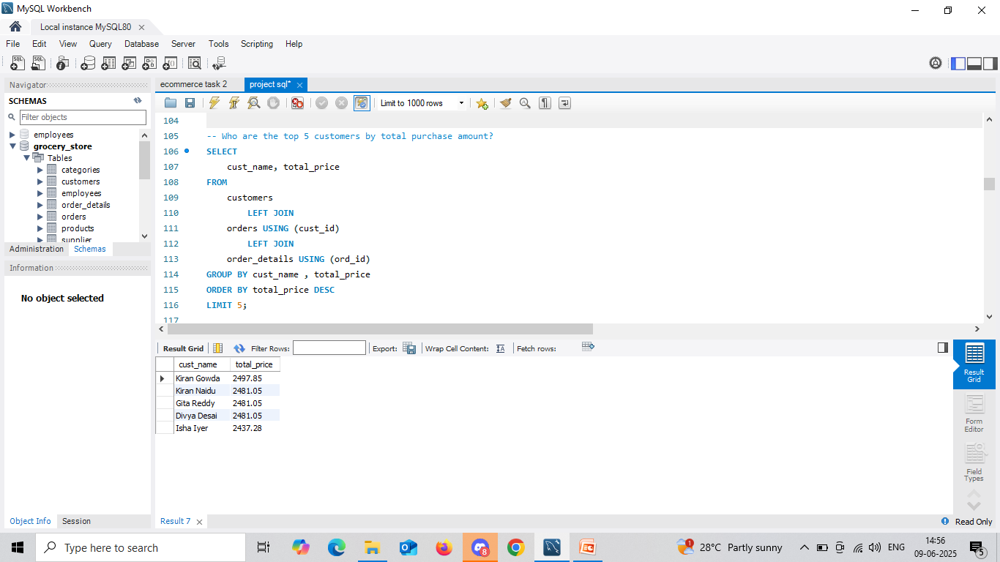 MySQL Workbench
Local instance MySQL80
File Edit View Query Database Server Tools Scripting Help
Navigator
SCHEMAS
Filter objects
employees
grocery_store
Tables
categories
customers
employees
order_details
orders
products
supplier
Administration Schemas
Information
No object selected
Object Info Session
ecommerce task 2 project sql*
Limit to 1000 rows
104
105 -- Who are the top 5 customers by total purchase amount?
106 SELECT
107 cust_name, total_price
108 FROM
109 customers
110 LEFT JOIN
111 orders USING (cust_id)
112 LEFT JOIN
113 order_details USING (ord_id)
114 GROUP BY cust_name , total_price
115 ORDER BY total_price DESC
116 LIMIT 5;
117
Result Grid Filter Rows: Export: Wrap Cell Content: Fetch rows:
cust_name total_price
Kiran Gowda 2497.85
Kiran Naidu 2481.05
Gita Reddy 2481.05
Divya Desai 2481.05
Isha Iyer 2437.28
Result
Grid
Form
Editor
Field
Types
Result 7
Read Only
Type here to search
8
1
28°C Partly sunny
ENG
14:56
09-06-2025
5